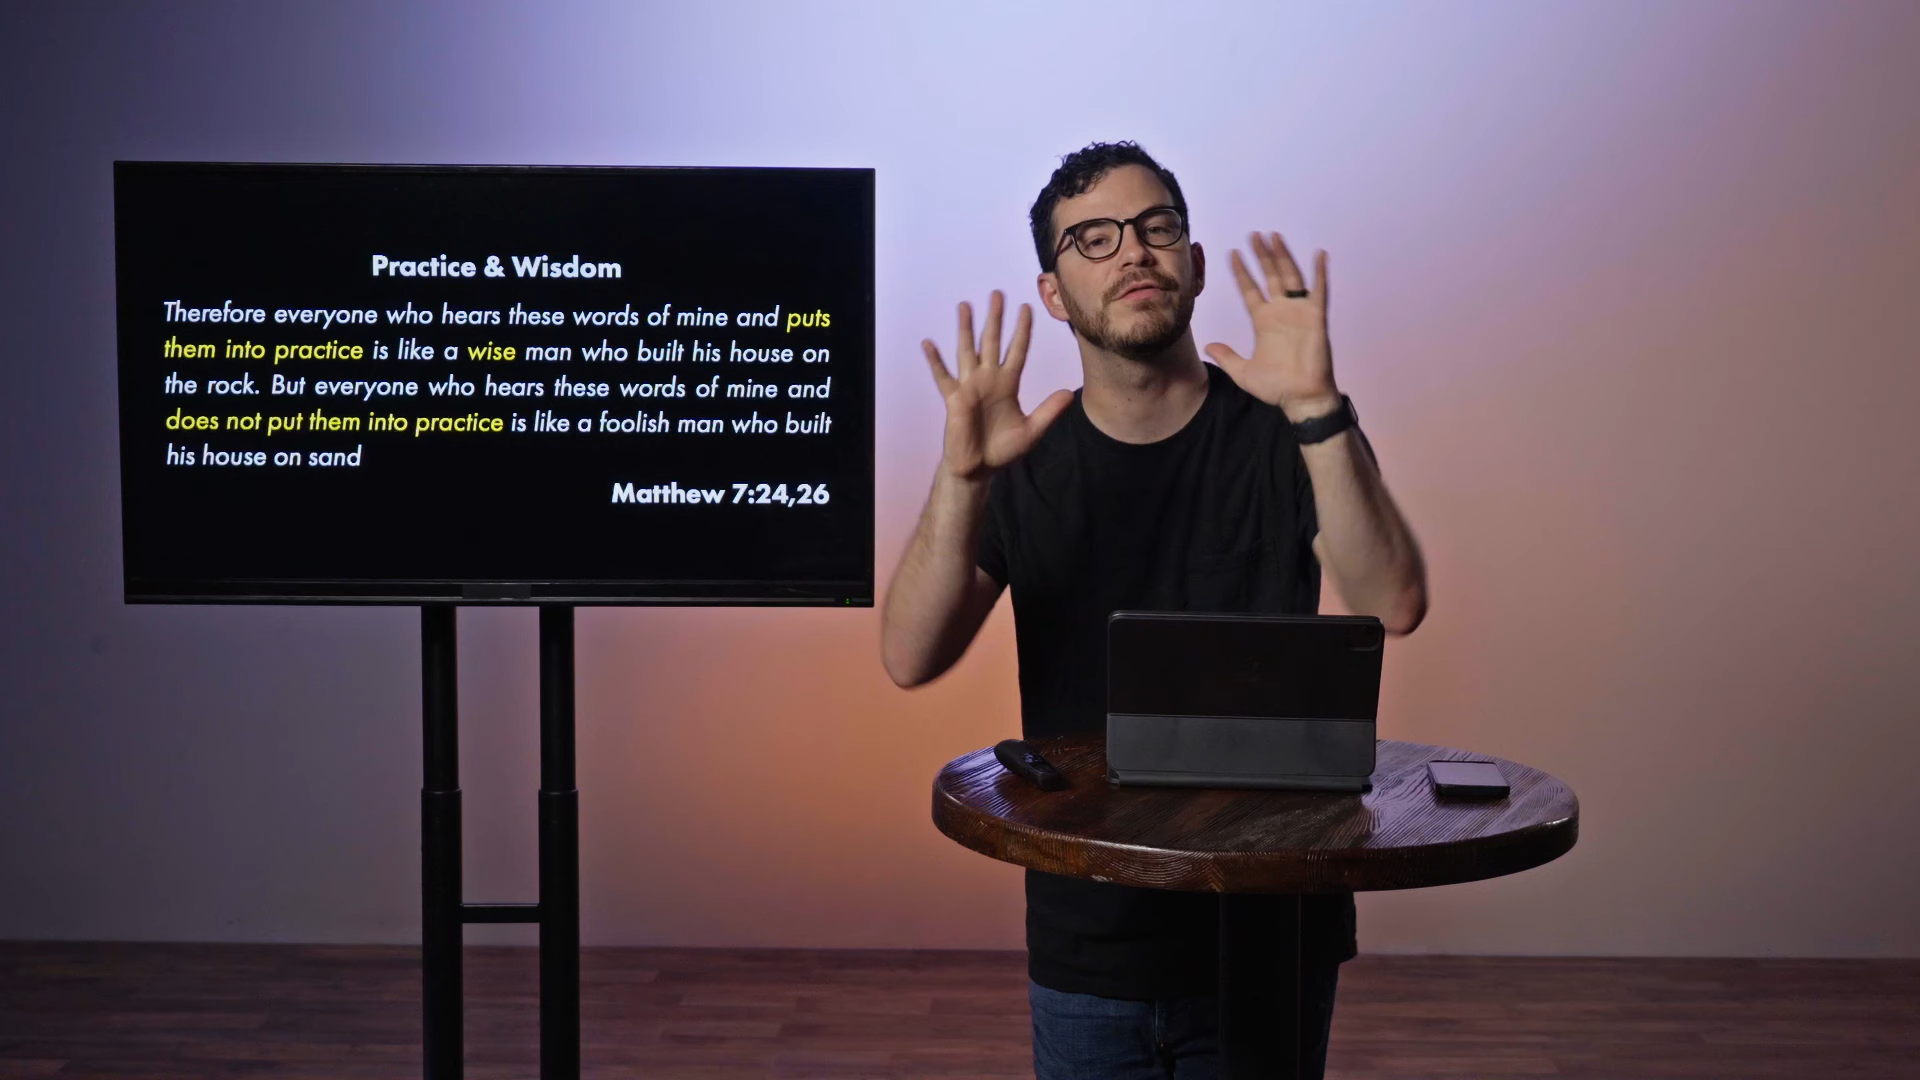 Practice & Wisdom
Therefore everyone who hears these words of mine and puts
them into practice is like a wise man who built his house on
the rock. But everyone who hears these words of mine and
does not put them into practice is like a foolish man who built
his house on sand
Matthew 7:24,26